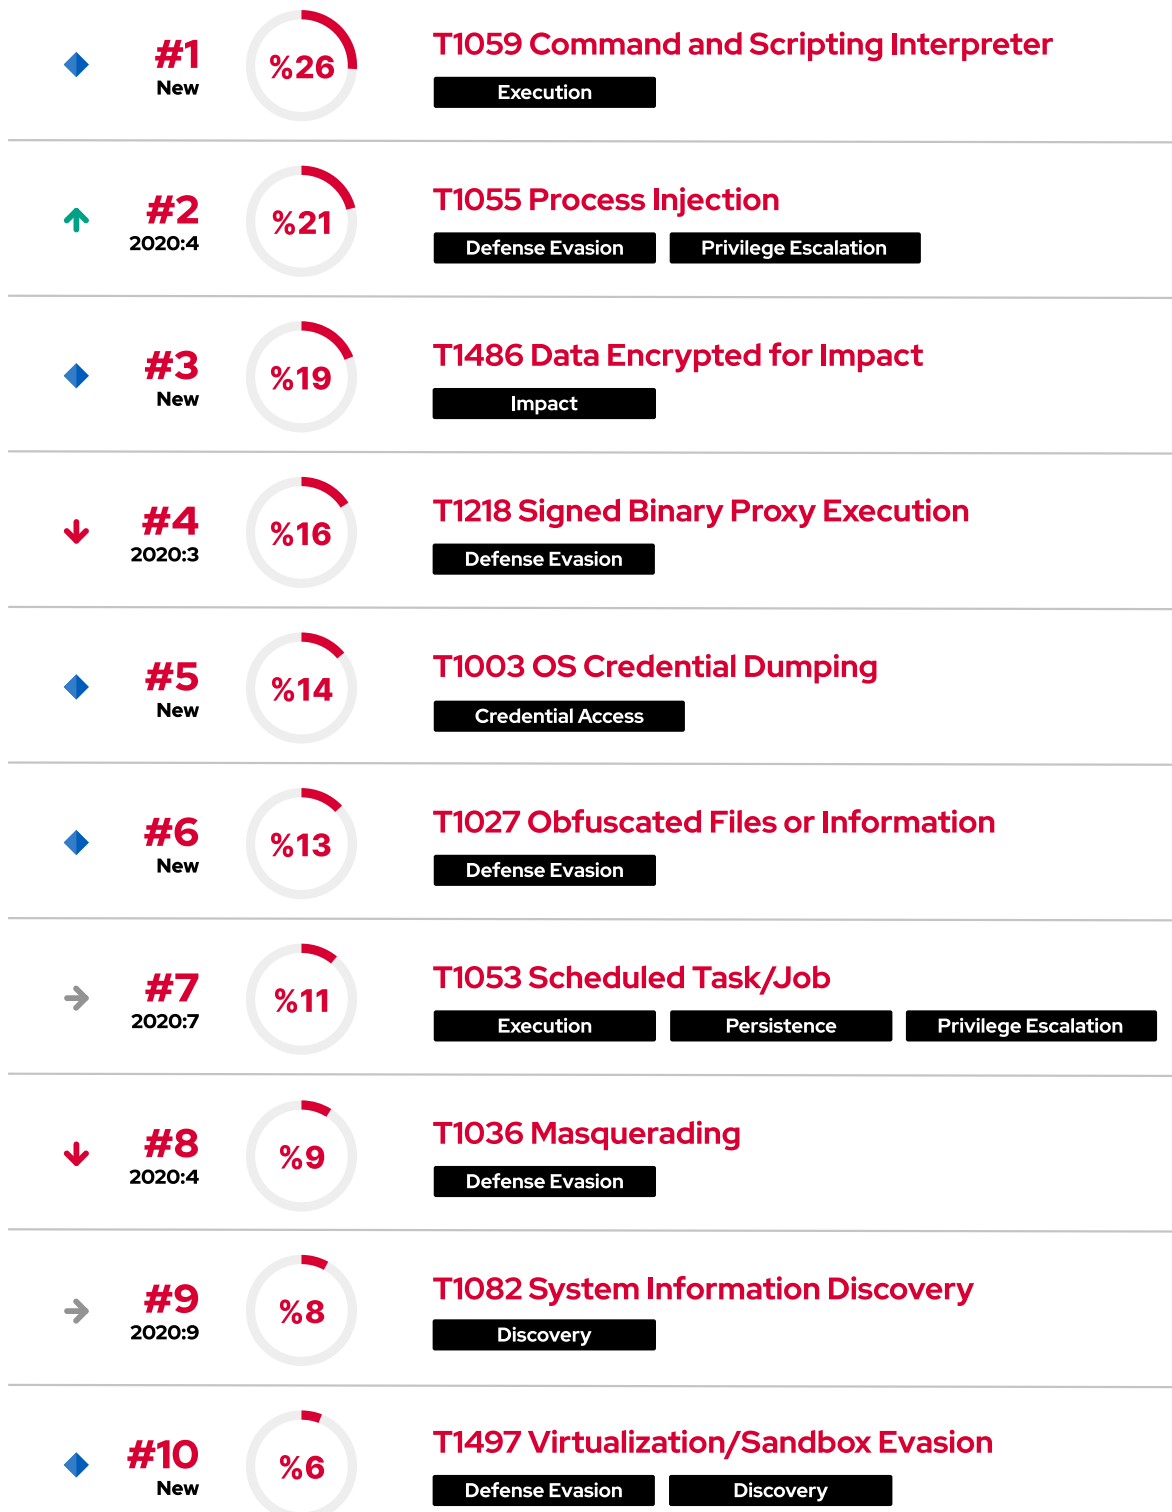 #1
New
%26
T1059 Command and Scripting Interpreter
Execution
#2
2020:4
%21
T1055 Process Injection
Defense Evasion Privilege Escalation
#3
New
%19
T1486 Data Encrypted for Impact
Impact
#4
2020:3
%16
T1218 Signed Binary Proxy Execution
Defense Evasion
#5
New
%14
T1003 OS Credential Dumping
Credential Access
#6
New
%13
T1027 Obfuscated Files or Information
Defense Evasion
#7
2020:7
%11
T1053 Scheduled Task/Job
Execution Persistence Privilege Escalation
#8
2020:4
%9
T1036 Masquerading
Defense Evasion
#9
2020:9
%8
T1082 System Information Discovery
Discovery
#10
New
%6
T1497 Virtualization/Sandbox Evasion
Defense Evasion Discovery